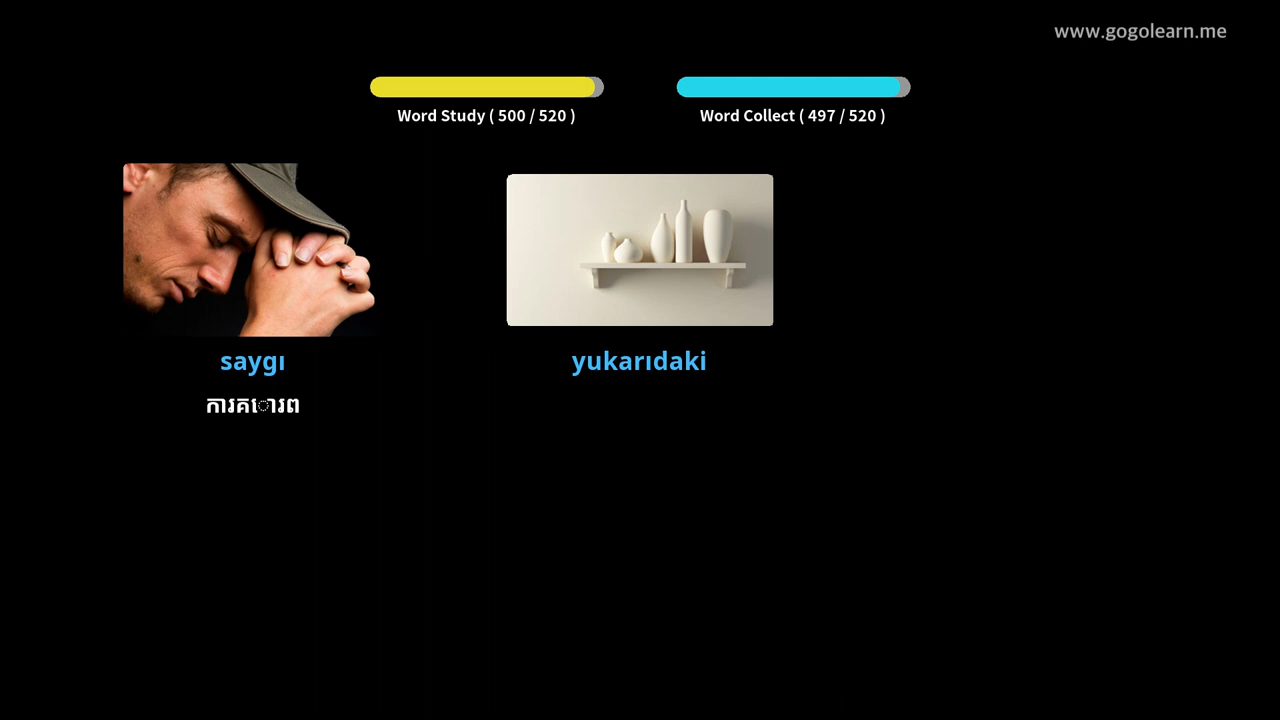 www.gogolearn.me
Word Study ( 500 / 520 )
Word Collect ( 497 / 520 )
saygı
yukarıdaki
ការគោរព